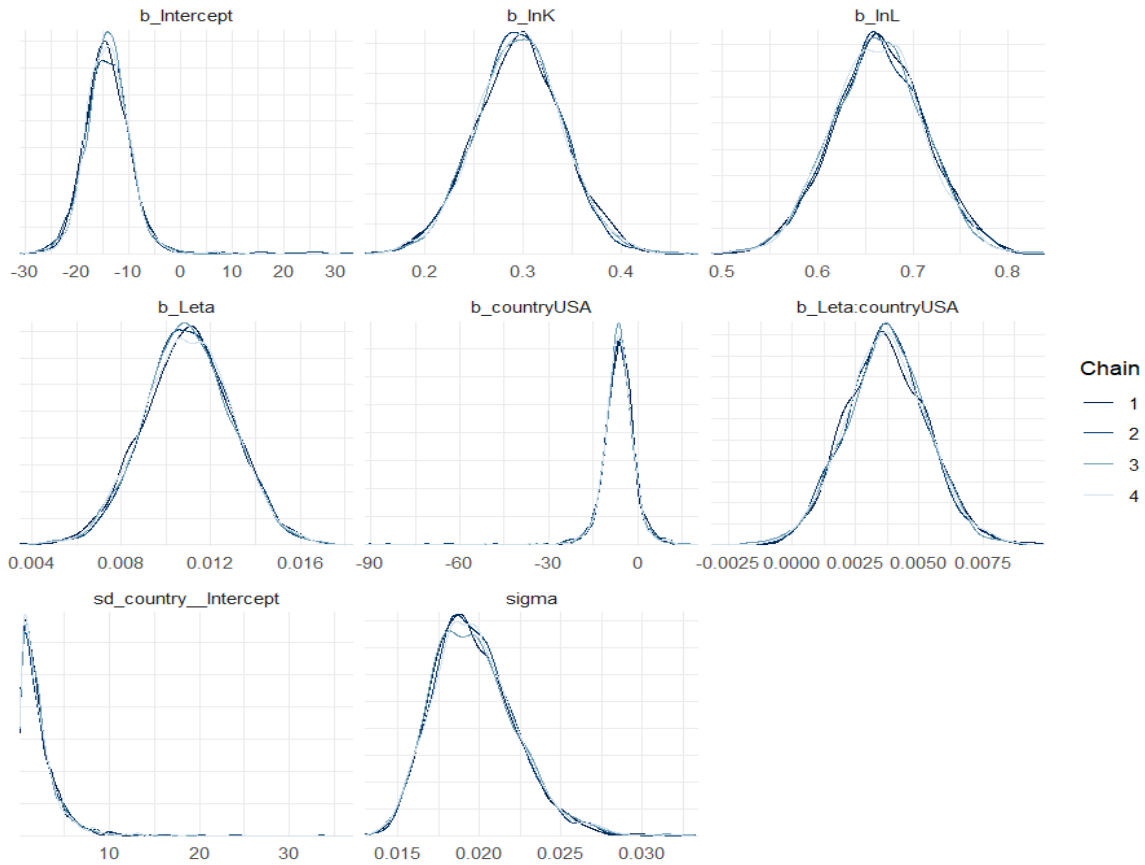 b_Intercept b_lnK b_lnL
-30 -20 -10 0 10 20 30 0.2 0.3 0.4 0.5 0.6 0.7 0.8
b_Leta b_countryUSA b_Leta:countryUSA
0.004 0.008 0.012 0.016 -90 -60 -30 0 -0.0025 0.0000 0.0025 0.0050 0.0075
Chain
1
2
3
4
sd_country__Intercept sigma
10 20 30 0.015 0.020 0.025 0.030